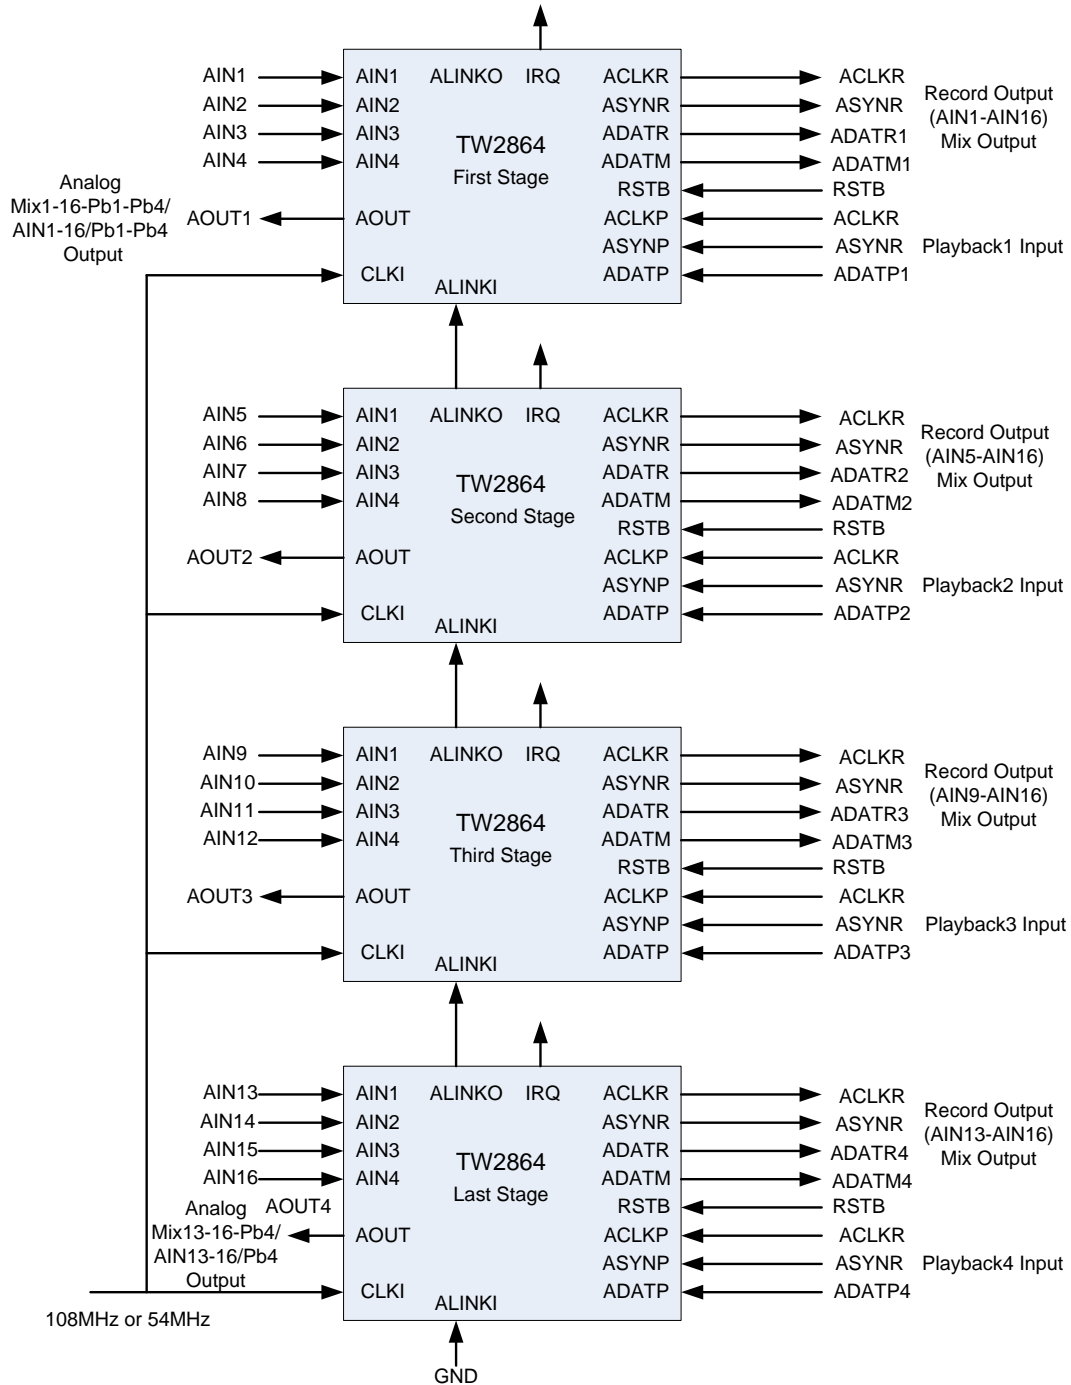 AIN1 AIN1 ALINKO IRQ ACLKR ACLKR
AIN2 AIN2 ASYNR ASYNR
AIN3 AIN3 ADATR ADATR1
AIN4 AIN4 ADATM ADATM1
TW2864
First Stage
Record Output
(AIN1-AIN16)
Mix Output
RSTB RSTB
Analog
Mix1-16-Pb1-Pb4/
AIN1-16/Pb1-Pb4
Output
AOUT1 AOUT ACLKP ACLKR
ASYNP ASYNR Playback1 Input
CLKI ADATP ADATP1
ALINKI
AIN5 AIN1 ALINKO IRQ ACLKR ACLKR
AIN6 AIN2 ASYNR ASYNR
AIN7 AIN3 ADATR ADATR2
AIN8 AIN4 ADATM ADATM2
TW2864
Second Stage
Record Output
(AIN5-AIN16)
Mix Output
RSTB RSTB
AOUT2 AOUT ACLKP ACLKR
ASYNP ASYNR Playback2 Input
CLKI ADATP ADATP2
ALINKI
AIN9 AIN1 ALINKO IRQ ACLKR ACLKR
AIN10 AIN2 ASYNR ASYNR
AIN11 AIN3 ADATR ADATR3
AIN12 AIN4 ADATM ADATM3
TW2864
Third Stage
Record Output
(AIN9-AIN16)
Mix Output
RSTB RSTB
AOUT3 AOUT ACLKP ACLKR
ASYNP ASYNR Playback3 Input
CLKI ADATP ADATP3
ALINKI
AIN13 AIN1 ALINKO IRQ ACLKR ACLKR
AIN14 AIN2 ASYNR ASYNR
AIN15 AIN3 ADATR ADATR4
AIN16 AIN4 ADATM ADATM4
TW2864
Last Stage
Record Output
(AIN13-AIN16)
Mix Output
RSTB RSTB
Analog
Mix13-16-Pb4/
AIN13-16/Pb4
Output
AOUT4 AOUT ACLKP ACLKR
ASYNP ASYNR Playback4 Input
CLKI ADATP ADATP4
ALINKI
108MHz or 54MHz
GND